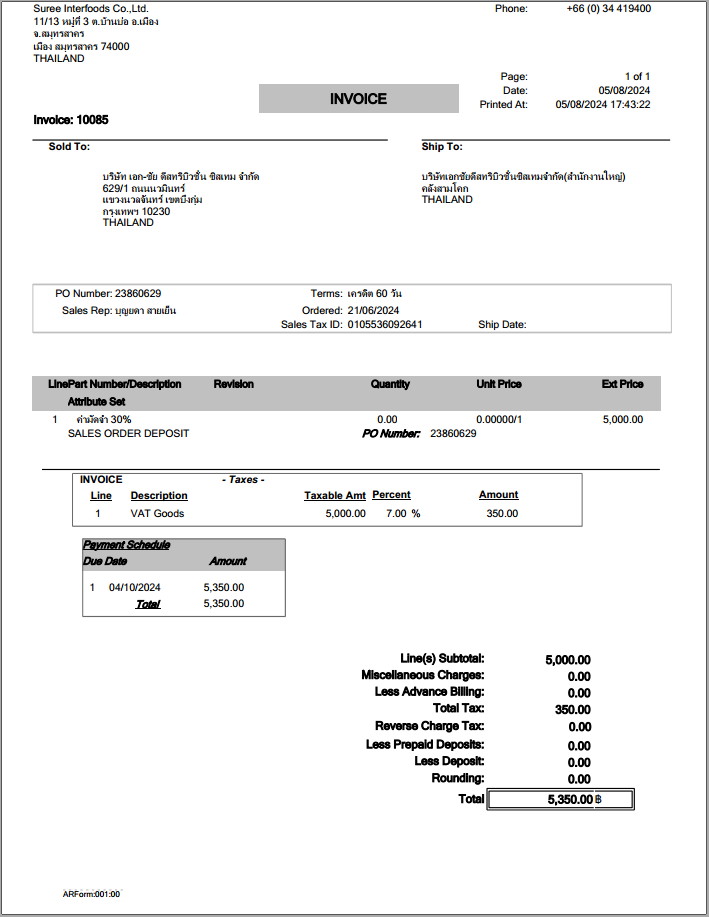 Suree Interfoods Co.,Ltd.
Phone: +66 (0) 34 419400
11/13 หมู่ที่ 3 ต.บ้านบ่อ อ.เมือง
จ.สมุทรสาคร
เมือง สมุทรสาคร 74000
THAILAND
Page: 1 of 1
INVOICE
Date: 05/08/2024
Printed At: 05/08/2024 17:43:22
Invoice: 10085
Sold To:
บริษัท เอก-ชัย ดีสทริบิวชั่น ซิสเทม จำกัด
629/1 ถนนนวมินทร์
แขวงนวลจันทร์ เขตบึงกุ่ม
กรุงเทพฯ 10230
THAILAND
Ship To:
บริษัทเอกชัยดีสทริบิวชั่นซิสเทมจำกัด(สำนักงานใหญ่)
คลังสามโคก
THAILAND
PO Number: 23860629 Terms: เครดิต 60 วัน
Sales Rep: บุญยดา สายเย็น Ordered: 21/06/2024
Sales Tax ID: 0105536092641 Ship Date:
Line Part Number/Description Revision Quantity Unit Price Ext Price
Attribute Set
1 ค่ามัดจำ 30% 0.00 0.00000/1 5,000.00
SALES ORDER DEPOSIT PO Number: 23860629
INVOICE - Taxes -
Line Description Taxable Amt Percent Amount
1 VAT Goods 5,000.00 7.00 % 350.00
Payment Schedule
Due Date Amount
1 04/10/2024 5,350.00
Total 5,350.00
Line(s) Subtotal: 5,000.00
Miscellaneous Charges: 0.00
Less Advance Billing: 0.00
Total Tax: 350.00
Reverse Charge Tax: 0.00
Less Prepaid Deposits: 0.00
Less Deposit: 0.00
Rounding: 0.00
Total 5,350.00 ฿
ARForm:001:00